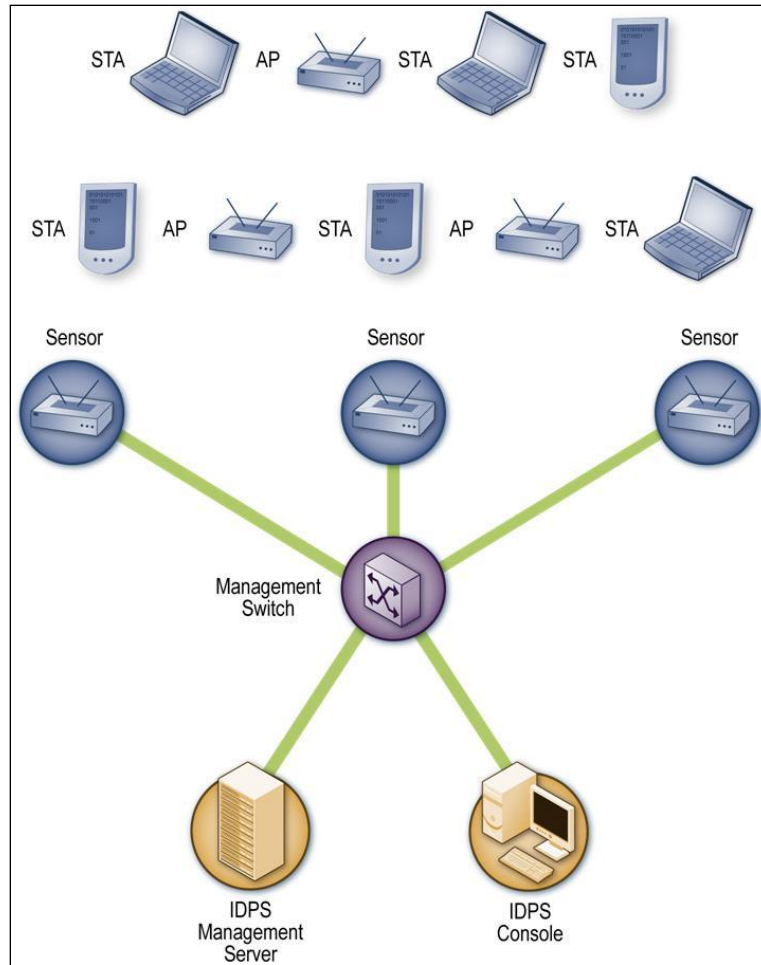 STA AP STA STA
STA AP STA AP STA
Sensor Sensor Sensor
Management
Switch
IDPS
Management
Server
IDPS
Console